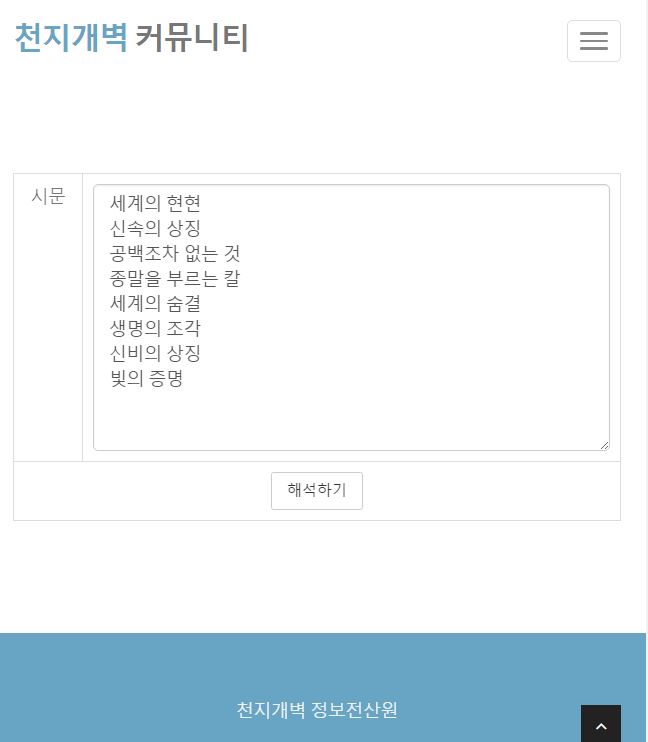 천지개벽 커뮤니티
시문
세계의 현현
신속의 상징
공백조차 없는 것
종말을 부르는 칼
세계의 숨결
생명의 조각
신비의 상징
빛의 증명
해석하기
천지개벽 정보전산원